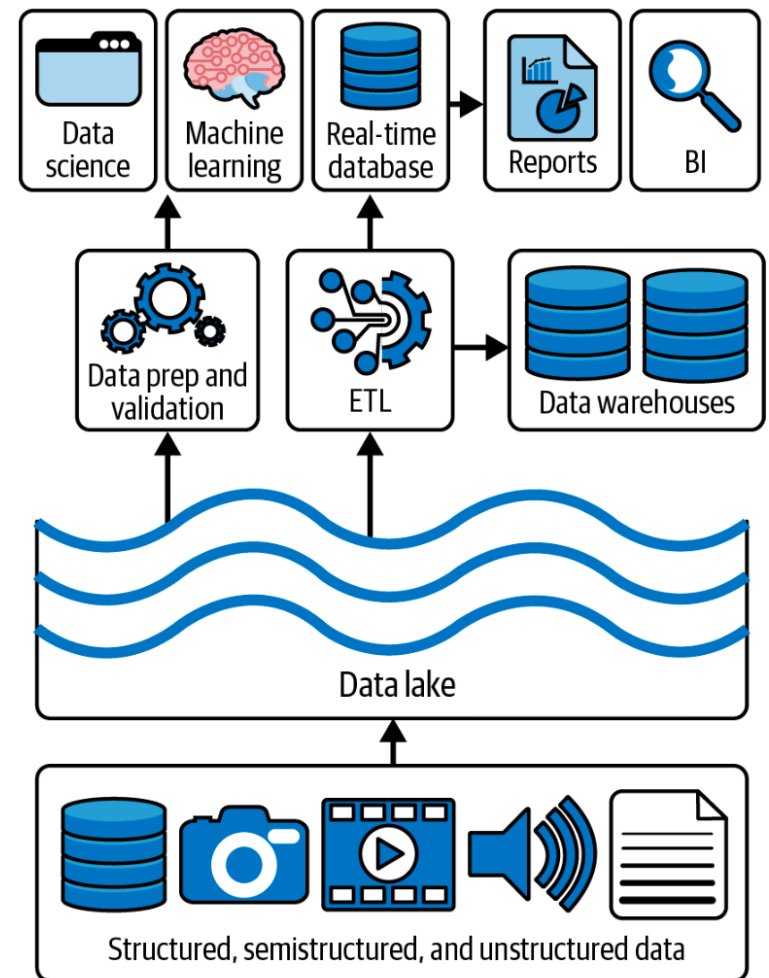 Data
science
Machine
learning
Real-time
database
Reports
BI
Data prep and
validation
ETL
Data warehouses
Data lake
Structured, semistructured, and unstructured data